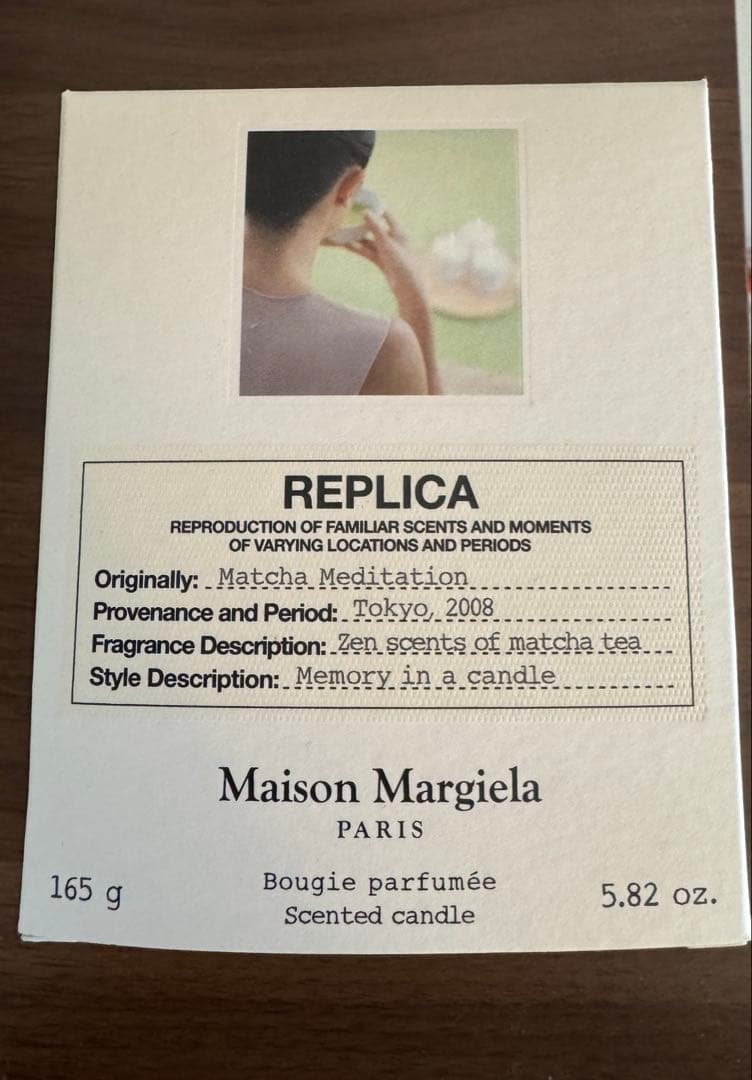 REPLICA
REPRODUCTION OF FAMILIAR SCENTS AND MOMENTS
OF VARYING LOCATIONS AND PERIODS
Originally: Matcha Meditation
Provenance and Period: Tokyo, 2008
Fragrance Description: Zen scents of matcha tea
Style Description: Memory in a candle
Maison Margiela
PARIS
165 g
Bougie parfumée
Scented candle
5.82 oz.